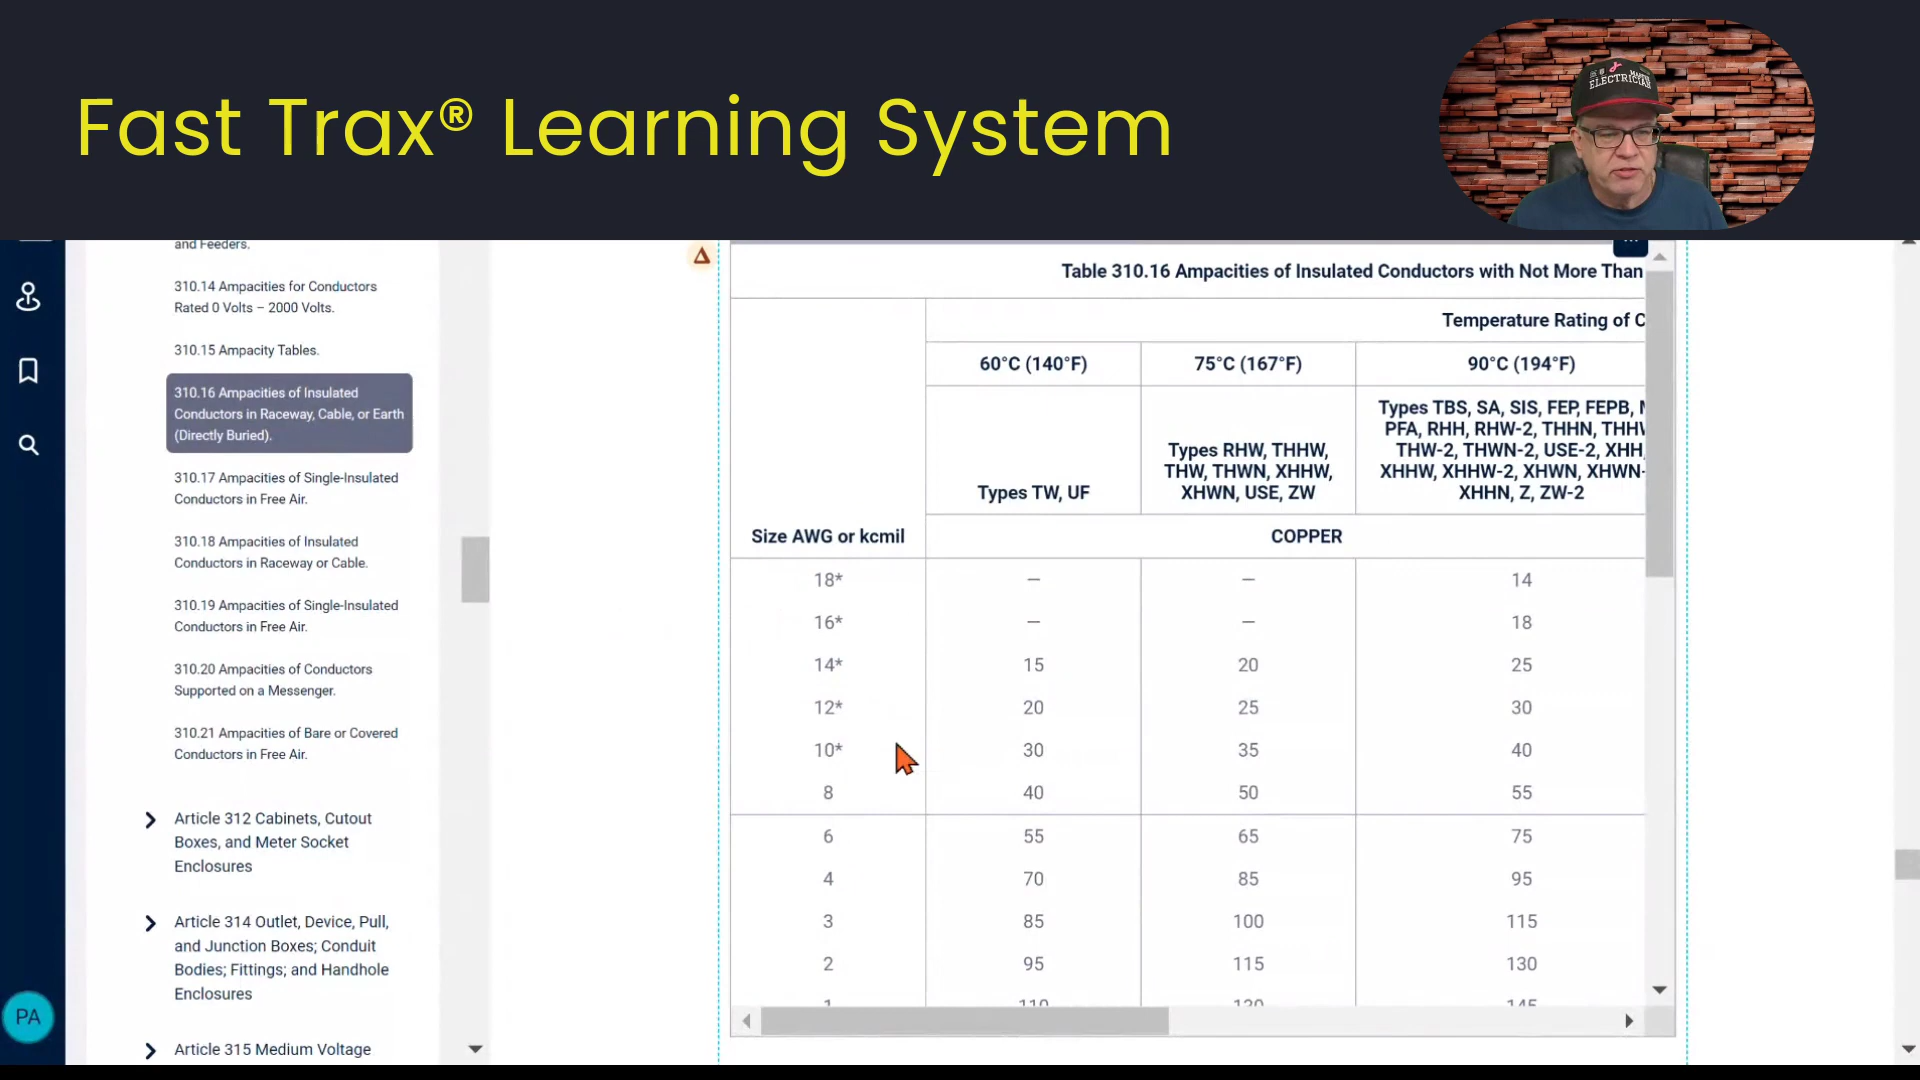 Fast Trax® Learning System
ELECTRICIAN
and Feeders.
310.14 Ampacities for Conductors
Rated 0 Volts – 2000 Volts.
310.15 Ampacity Tables.
310.16 Ampacities of Insulated
Conductors in Raceway, Cable, or Earth
(Directly Buried).
310.17 Ampacities of Single-Insulated
Conductors in Free Air.
310.18 Ampacities of Insulated
Conductors in Raceway or Cable.
310.19 Ampacities of Single-Insulated
Conductors in Free Air.
310.20 Ampacities of Conductors
Supported on a Messenger.
310.21 Ampacities of Bare or Covered
Conductors in Free Air.
Article 312 Cabinets, Cutout
Boxes, and Meter Socket
Enclosures
Article 314 Outlet, Device, Pull,
and Junction Boxes; Conduit
Bodies; Fittings; and Handhole
Enclosures
Article 315 Medium Voltage
PA
Δ
Table 310.16 Ampacities of Insulated Conductors with Not More Than
Temperature Rating of C
60°C (140°F) 75°C (167°F) 90°C (194°F)
Types TW, UF
Types RHW, THHW,
THW, THWN, XHHW,
XHWN, USE, ZW
Types TBS, SA, SIS, FEP, FEPB,
PFA, RHH, RHW-2, THHN, THHW
THW-2, THWN-2, USE-2, XHH,
XHHW, XHHW-2, XHWN, XHWN-
XHHN, Z, ZW-2
Size AWG or kcmil COPPER
18* — — 14
16* — — 18
14* 15 20 25
12* 20 25 30
10* 30 35 40
8 40 50 55
6 55 65 75
4 70 85 95
3 85 100 115
2 95 115 130
1 110 130 145